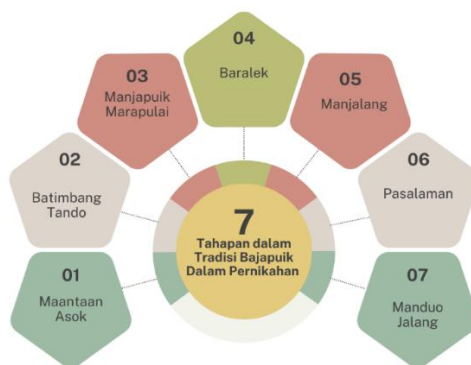 7
Tahapan dalam
Tradisi Bajapuik
Dalam Pernikahan
01
Maantaan
Asok
02
Batimbang
Tando
03
Manjapuik
Marapulai
04
Baralek
05
Manjalang
06
Pasalaman
07
Manduo
Jalang